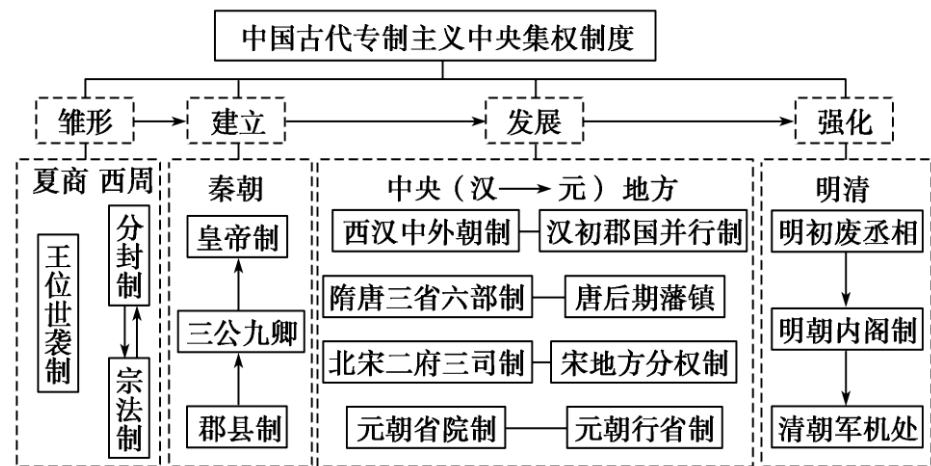 中国古代专制主义中央集权制度
雏形
建立
发展
强化
夏商 西周
王位世袭制
分封制
宗法制
秦朝
皇帝制
三公九卿
郡县制
中央（汉→元）地方
西汉中外朝制
汉初郡国并行制
隋唐三省六部制
唐后期藩镇
北宋二府三司制
宋地方分权制
元朝省院制
元朝行省制
明清
明初废丞相
明朝内阁制
清朝军机处